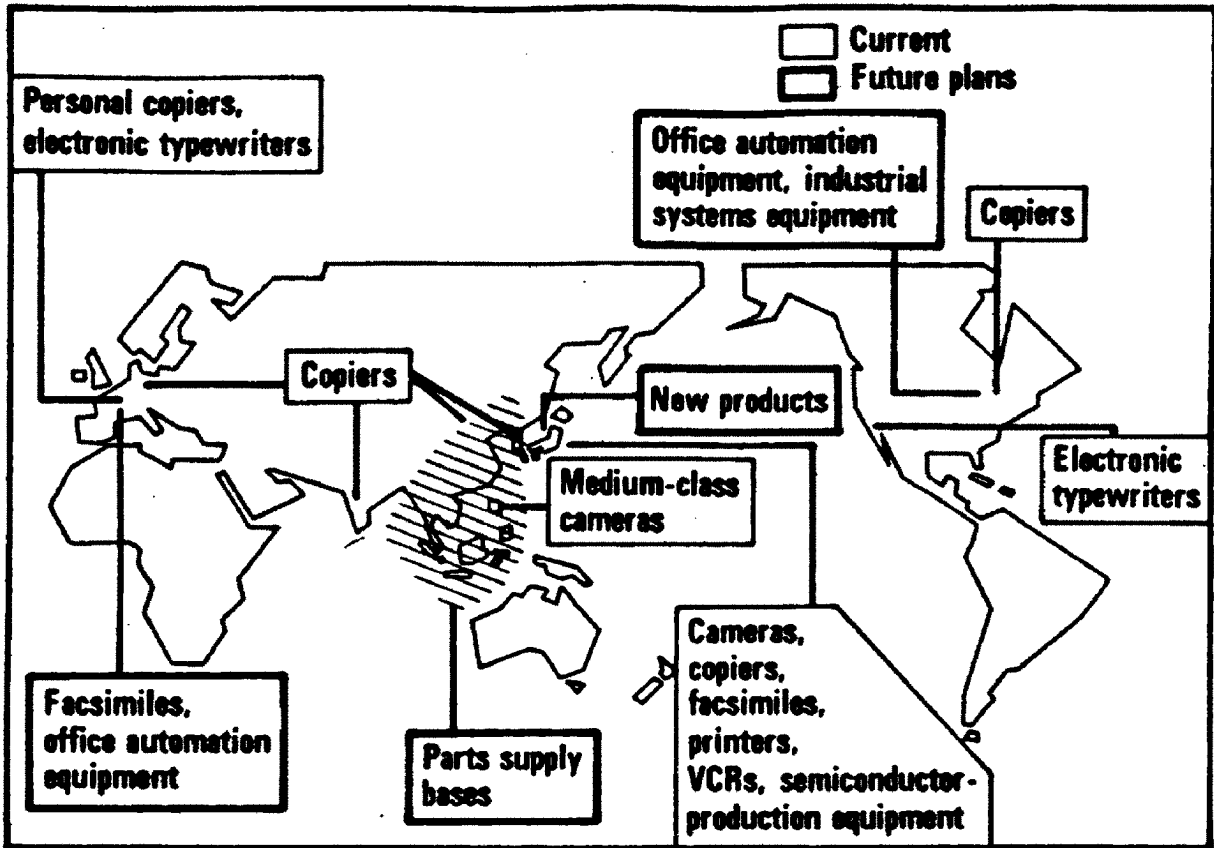 Current
Future plans
Personal copiers,
electronic typewriters
Office automation
equipment, industrial
systems equipment
Copiers
Copiers
New products
Electronic
typewriters
Medium-class
cameras
Cameras,
copiers,
facsimiles,
printers,
VCRs, semiconductor-
production equipment
Facsimiles,
office automation
equipment
Parts supply
bases